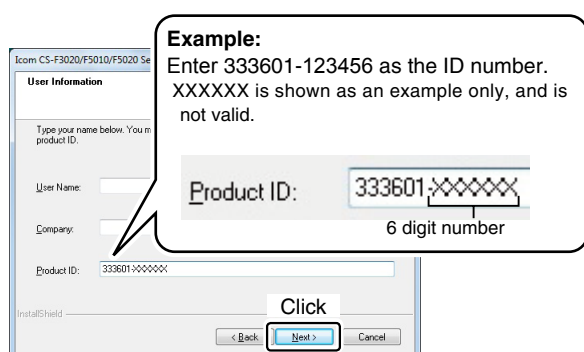 Example:
Enter 333601-123456 as the ID number.
XXXXXX is shown as an example only, and is
not valid.
Product ID:
333601-XXXXXX
6 digit number
Icom CS-F3020/F5010/F5020 Se
User Information
Type your name below. You m
product ID.
User Name:
Company:
Product ID:
333601-XXXXXX
InstallShield
Click
< Back
Next >
Cancel